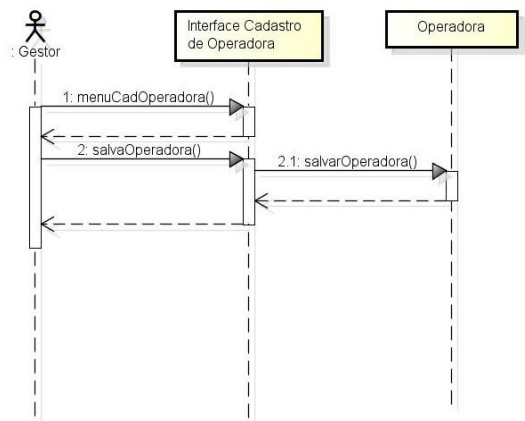 Interface Cadastro
de Operadora
Operadora
: Gestor
1: menuCadOperadora()
2: salvaOperadora()
2.1: salvarOperadora()